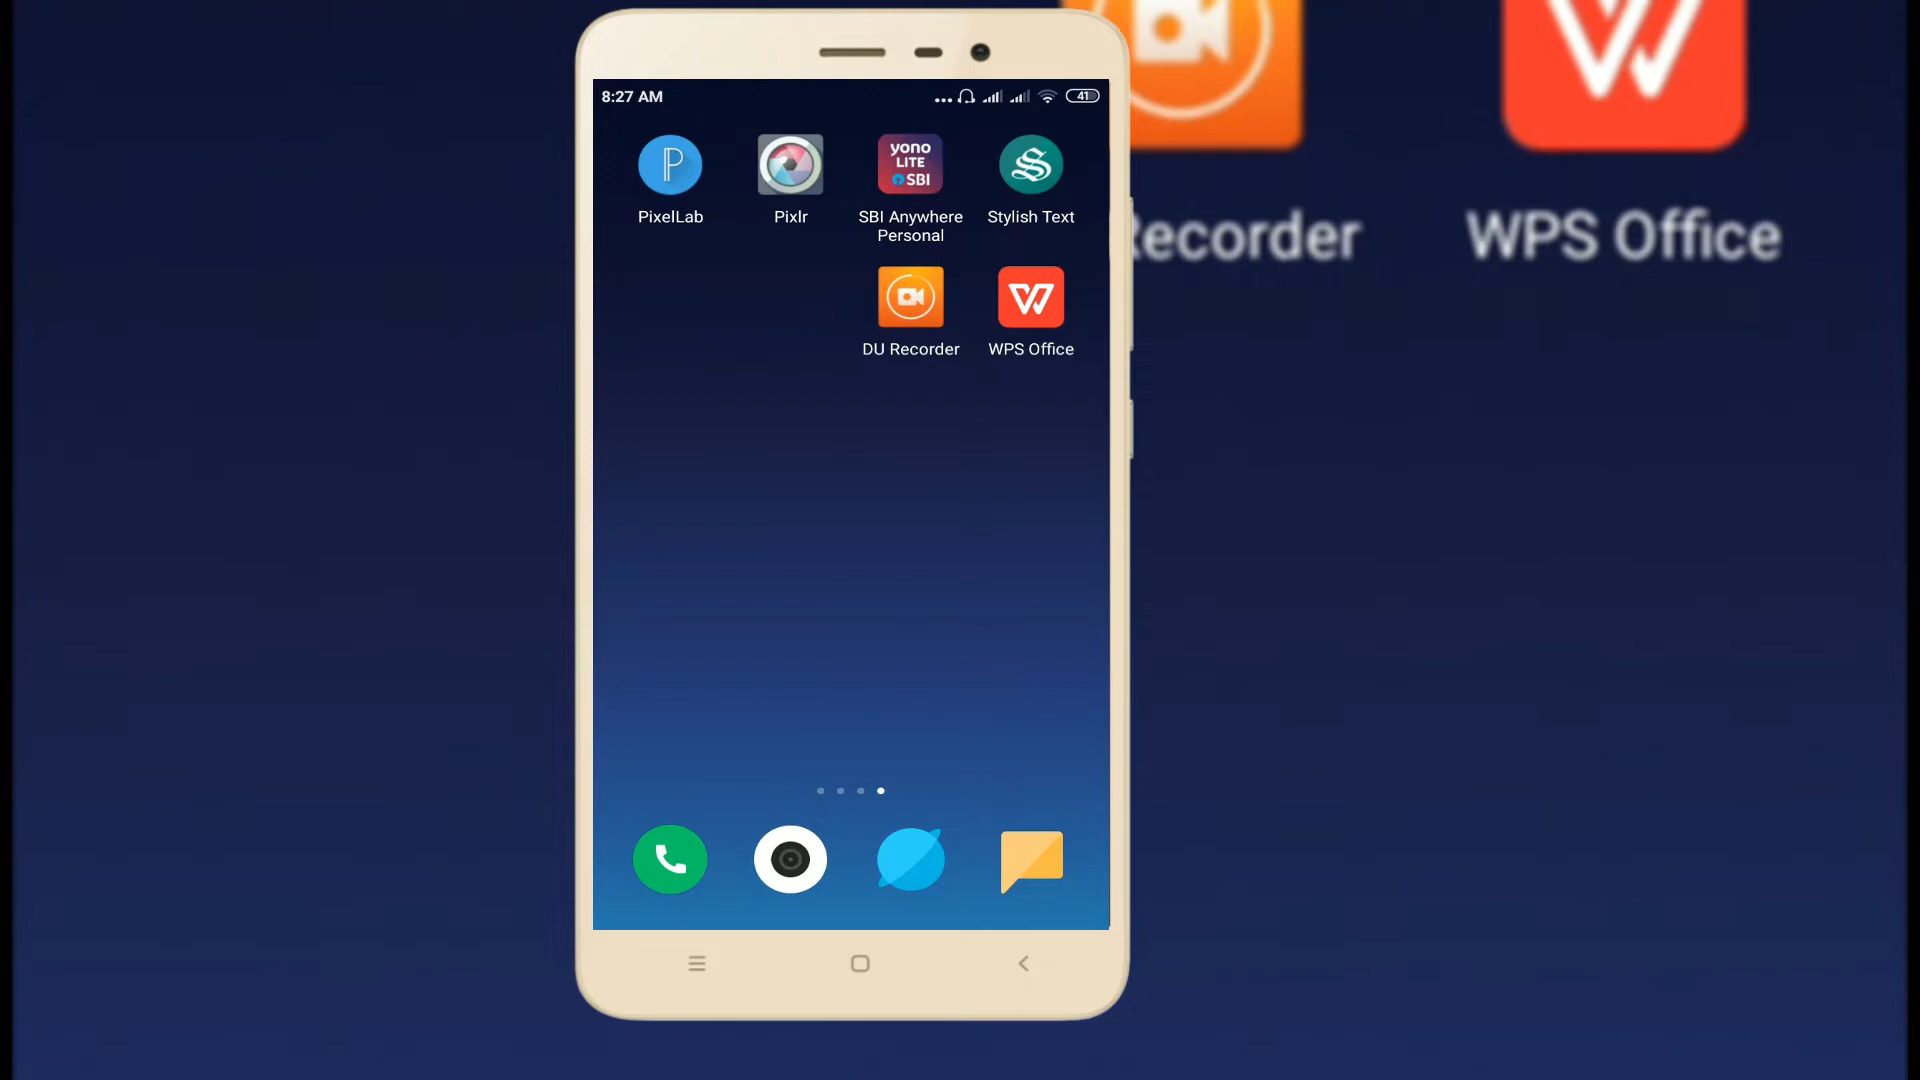 8:27 AM
41
PixelLab
Pixlr
yono
LITE
SBI
SBI Anywhere
Personal
Stylish Text
DU Recorder
WPS Office
Recorder
WPS Office